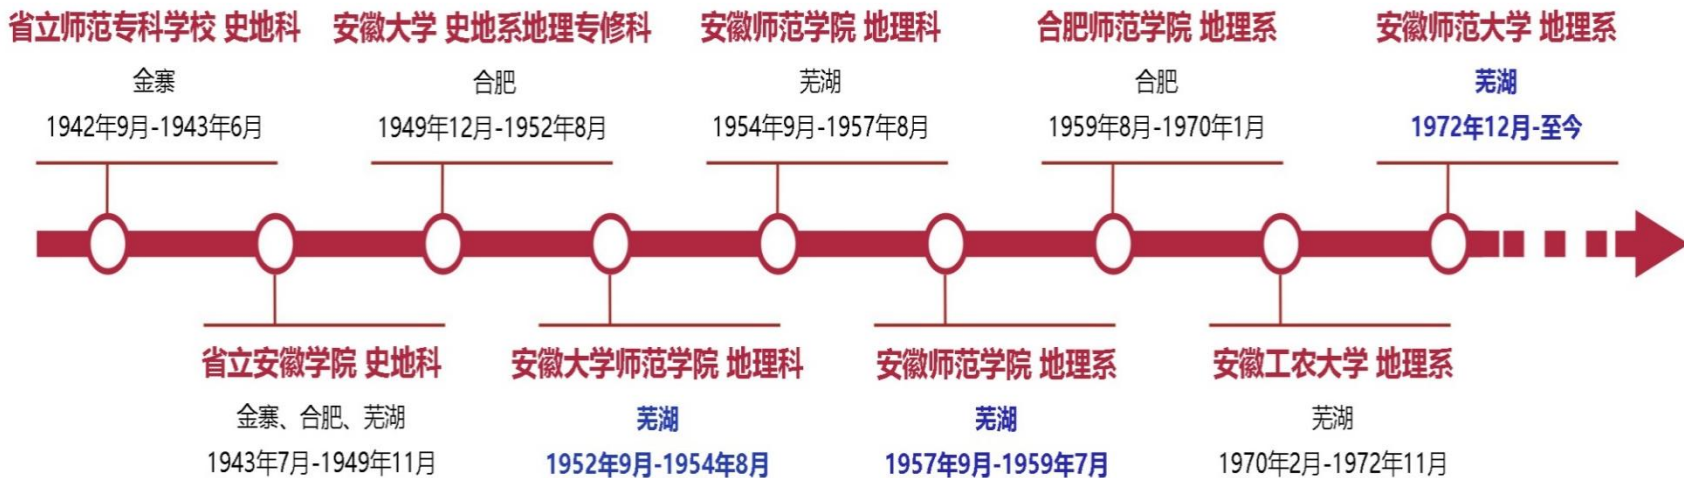 省立师范专科学校 史地科
金寨
1942年9月-1943年6月
安徽大学 史地系地理专修科
合肥
1949年12月-1952年8月
安徽师范学院 地理科
芜湖
1954年9月-1957年8月
合肥师范学院 地理系
合肥
1959年8月-1970年1月
安徽师范大学 地理系
芜湖
1972年12月-至今
省立安徽学院 史地科
金寨、合肥、芜湖
1943年7月-1949年11月
安徽大学师范学院 地理科
芜湖
1952年9月-1954年8月
安徽师范学院 地理系
芜湖
1957年9月-1959年7月
安徽工农大学 地理系
芜湖
1970年2月-1972年11月